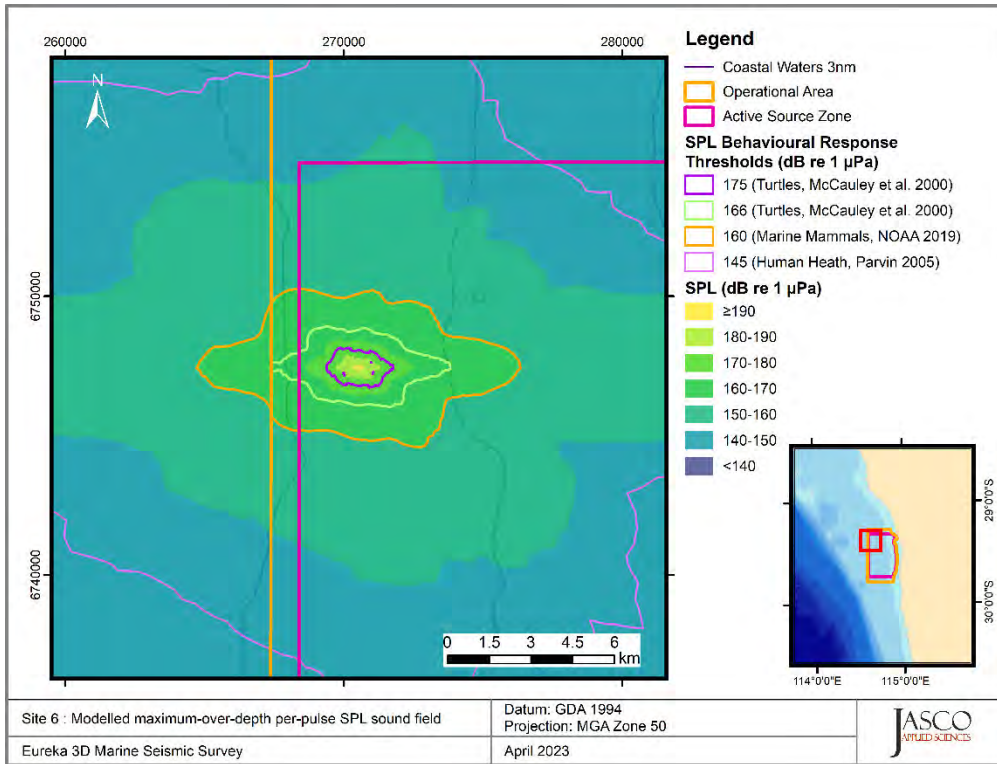 260000 270000 280000
N
6750000
6740000
0 1.5 3 4.5 6
km
Legend
Coastal Waters 3nm
Operational Area
Active Source Zone
SPL Behavioural Response
Thresholds (dB re 1 µPa)
175 (Turtles, McCauley et al. 2000)
166 (Turtles, McCauley et al. 2000)
160 (Marine Mammals, NOAA 2019)
145 (Human Heath, Parvin 2005)
SPL (dB re 1 µPa)
≥190
180-190
170-180
160-170
150-160
140-150
<140
29°0'0"S
30°0'0"S
114°0'0"E 115°0'0"E
Site 6 : Modelled maximum-over-depth per-pulse SPL sound field
Eureka 3D Marine Seismic Survey
Datum: GDA 1994
Projection: MGA Zone 50
April 2023
JASCO
APPLIED SCIENCES